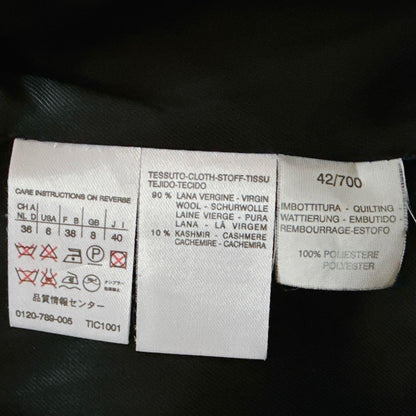 CARE INSTRUCTIONS ON REVERSE
CH A
NL D USA F B GB J I
36 6 38 8 40
P
品質情報センター
0120-789-005 TIC1001
TESSUTO-CLOTH-STOFF-TISSU
TEJIDO-TECIDO
90% LANA VERGINE - VIRGIN
WOOL - SCHURWOLLE
LAINE VIERGE - PURA
LANA - LÃ VIRGEM
10% KASHMIR - CASHMERE
CACHEMIRE - CACHEMIRA
42/700
IMBOTTITURA - QUILTING
WATTIERUNG - EMBUTIDO
REMBOURRAGE-ESTOFO
100% POLIESTERE
POLYESTER